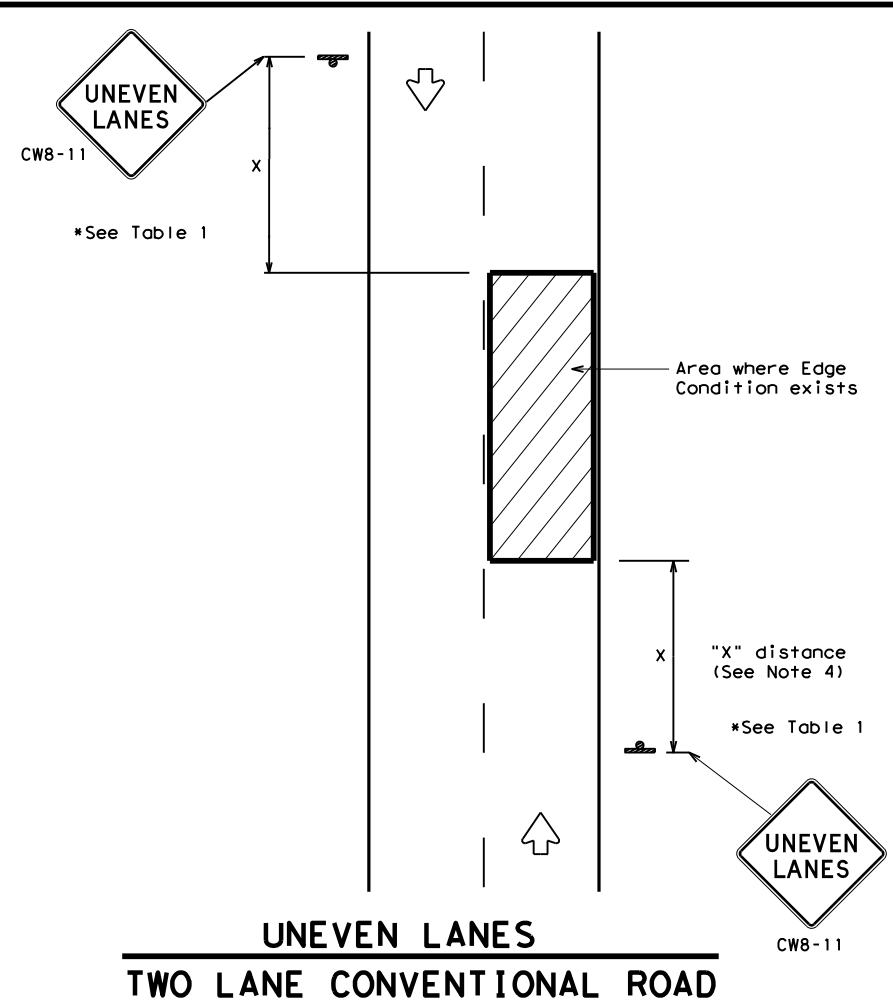 UNEVEN
LANES
CW8-11
X
*See Table 1
Area where Edge
Condition exists
X
"X" distance
(See Note 4)
*See Table 1
UNEVEN
LANES
CW8-11
UNEVEN LANES
TWO LANE CONVENTIONAL ROAD